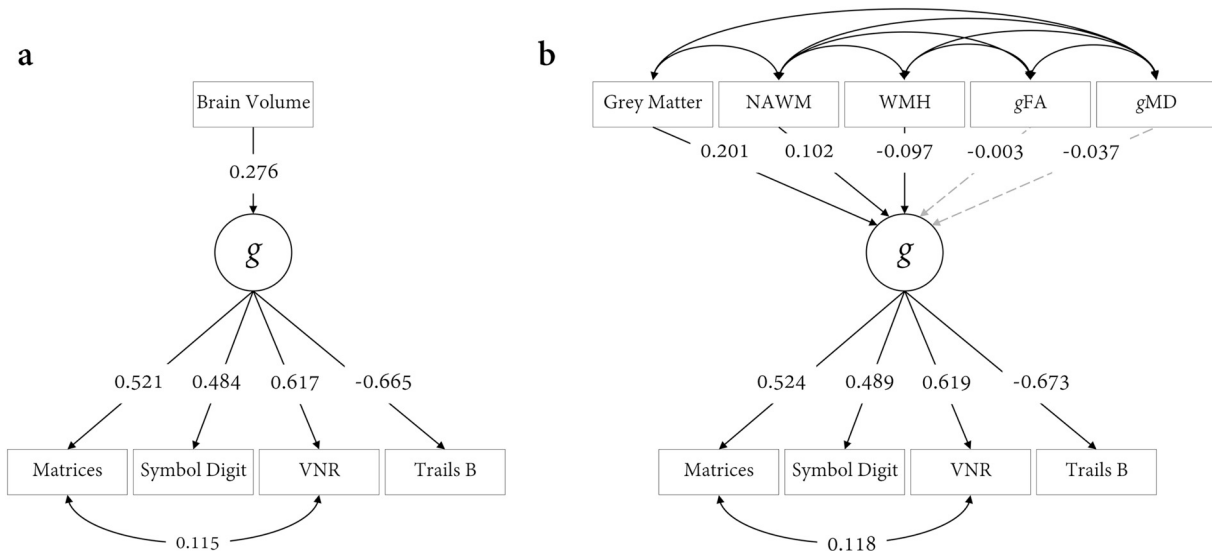 a
Brain Volume
0.276
g
0.521 0.484 0.617 -0.665
Matrices Symbol Digit VNR Trails B
0.115
b
Grey Matter NAWM WMH gFA gMD
0.201 0.102 -0.097 -0.003 -0.037
g
0.524 0.489 0.619 -0.673
Matrices Symbol Digit VNR Trails B
0.118